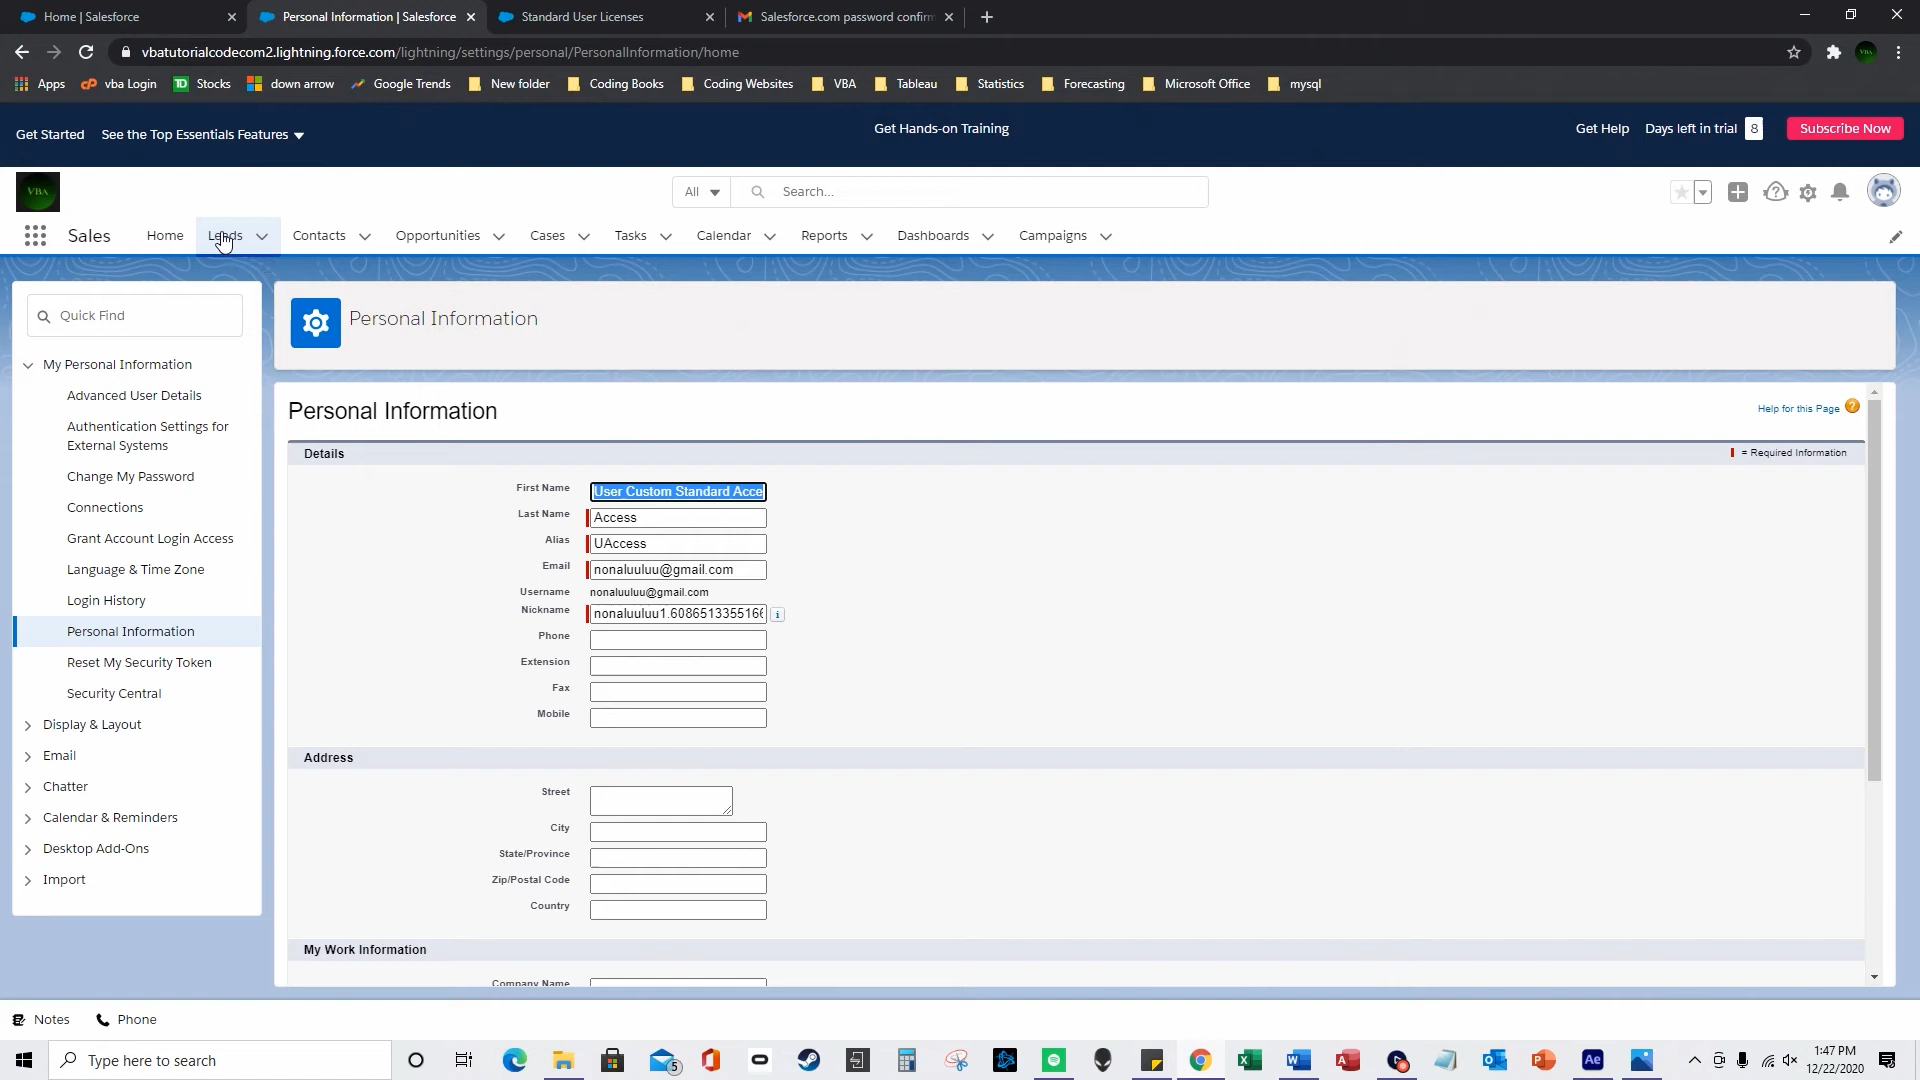 Home | Salesforce
Personal Information | Salesforce
Standard User Licenses
Salesforce.com password confirm
vbatutorialcodecom2.lightning.force.com/lightning/settings/personal/PersonalInformation/home
Apps
vba Login
Stocks
down arrow
Google Trends
New folder
Coding Books
Coding Websites
VBA
Tableau
Statistics
Forecasting
Microsoft Office
mysql
Get Started
See the Top Essentials Features
Get Hands-on Training
Get Help
Days left in trial 8
Subscribe Now
VBA
All
Search...
Sales
Home
Leads
Contacts
Opportunities
Cases
Tasks
Calendar
Reports
Dashboards
Campaigns
Quick Find
My Personal Information
Advanced User Details
Authentication Settings for
External Systems
Change My Password
Connections
Grant Account Login Access
Language & Time Zone
Login History
Personal Information
Reset My Security Token
Security Central
Display & Layout
Email
Chatter
Calendar & Reminders
Desktop Add-Ons
Import
Personal Information
Personal Information
Help for this Page
Details
= Required Information
First Name User Custom Standard Acce
Last Name Access
Alias UAccess
Email nonaluuluu@gmail.com
Username nonaluuluu@gmail.com
Nickname nonaluuluu1.6086513355166
Phone
Extension
Fax
Mobile
Address
Street
City
State/Province
Zip/Postal Code
Country
My Work Information
Company Name
Notes
Phone
Type here to search
5
1:47 PM
12/22/2020